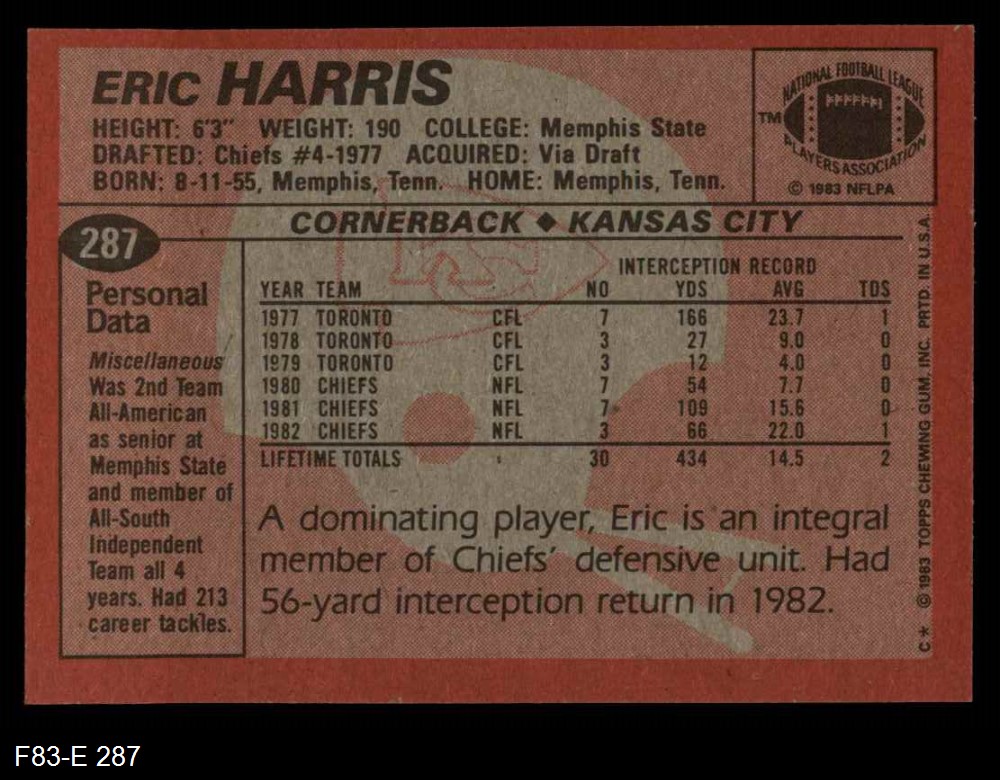 ERIC HARRIS
HEIGHT: 6'3" WEIGHT: 190 COLLEGE: Memphis State
DRAFTED: Chiefs #4-1977 ACQUIRED: Via Draft
BORN: 8-11-55, Memphis, Tenn. HOME: Memphis, Tenn.
NATIONAL FOOTBALL LEAGUE
TM
PLAYERS ASSOCIATION
© 1983 NFLPA
CORNERBACK ◆ KANSAS CITY
287
Personal
Data
Miscellaneous
Was 2nd Team
All-American
as senior at
Memphis State
and member of
All-South
Independent
Team all 4
years. Had 213
career tackles.
INTERCEPTION RECORD
YEAR TEAM NO YDS AVG TDS
1977 TORONTO CFL 7 166 23.7 1
1978 TORONTO CFL 3 27 9.0 0
1979 TORONTO CFL 3 12 4.0 0
1980 CHIEFS NFL 7 54 7.7 0
1981 CHIEFS NFL 7 109 15.6 0
1982 CHIEFS NFL 3 66 22.0 1
LIFETIME TOTALS 30 434 14.5 2
A dominating player, Eric is an integral
member of Chiefs' defensive unit. Had
56-yard interception return in 1982.
C* © 1983 TOPPS CHEWING GUM, INC. PRTD. IN U.S.A.
KC
F83-E 287